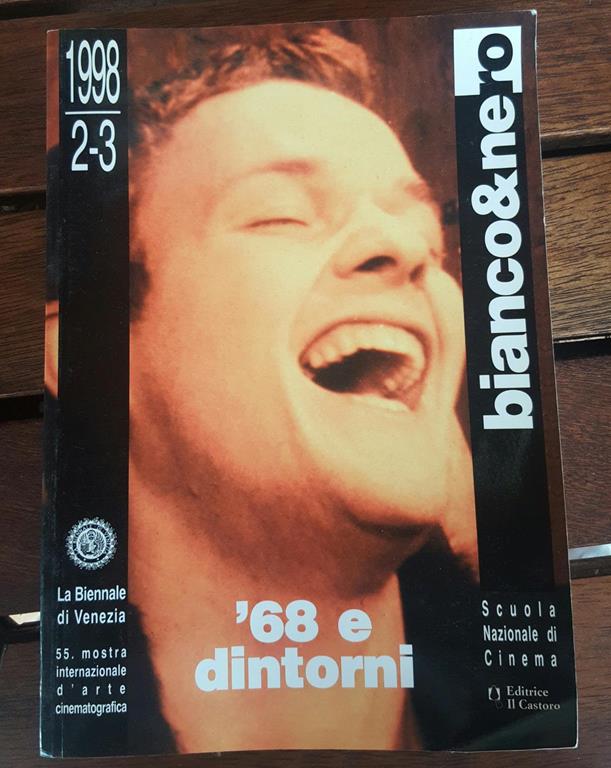 1998
2-3
bianco&nero
La Biennale
di Venezia
55. mostra
internazionale
d'arte
cinematografica
'68 e
dintorni
Scuola
Nazionale di
Cinema
Editrice
Il Castoro